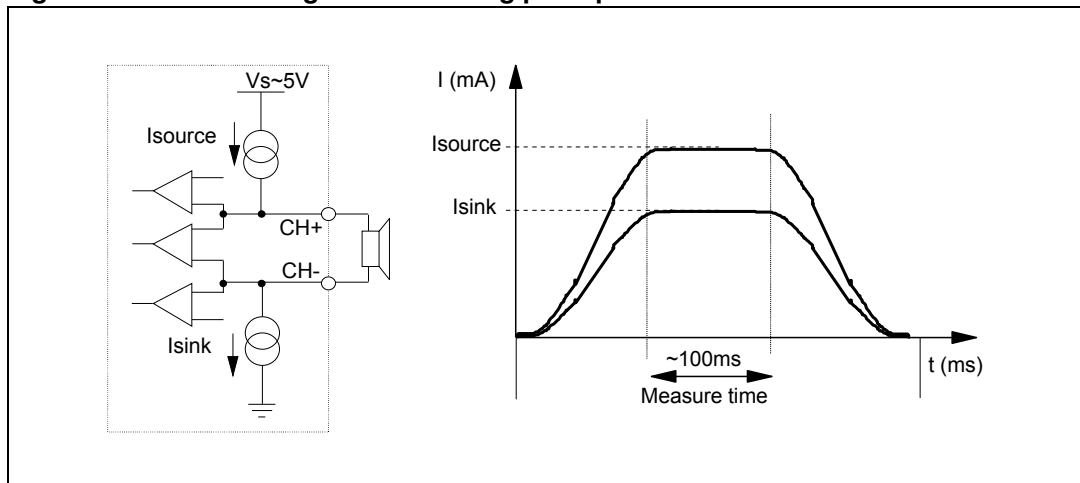 Vs~5V
Isource
CH+
CH-
Isink
I (mA)
Isource
Isink
~100ms
Measure time
t (ms)